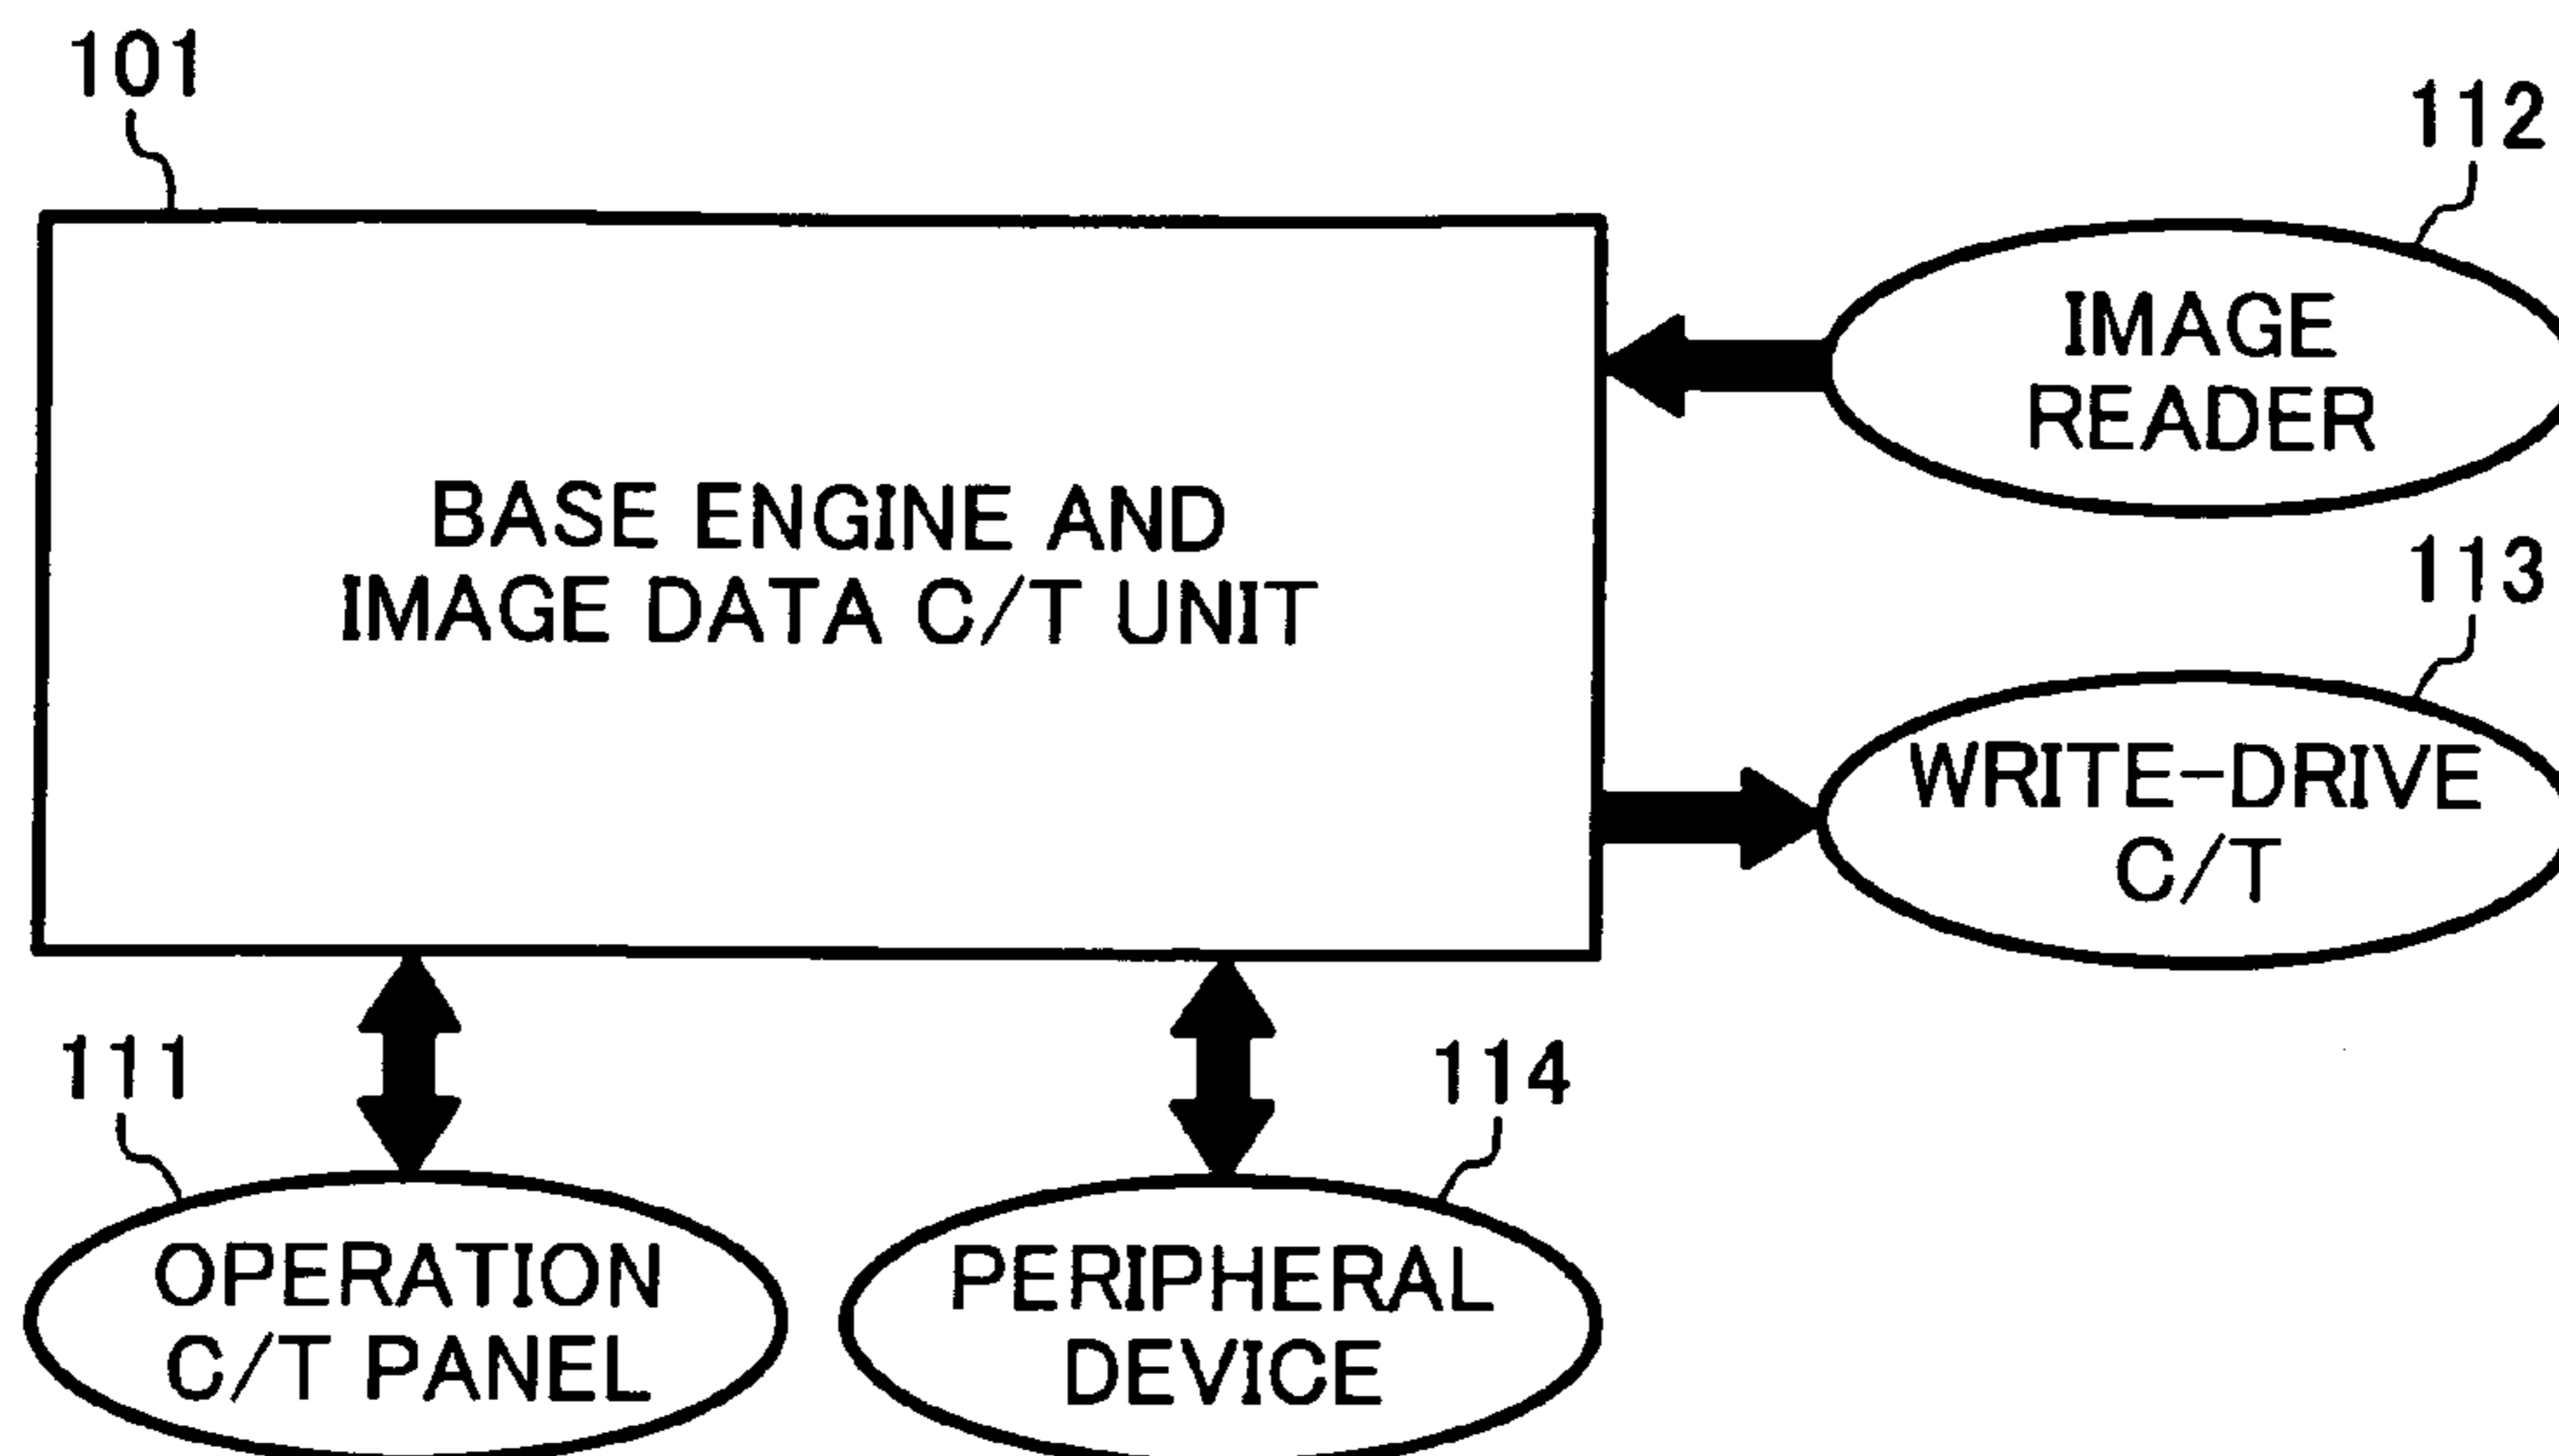 101
112
IMAGE
READER
BASE ENGINE AND
IMAGE DATA C/T UNIT
113
WRITE-DRIVE
C/T
111
114
OPERATION
C/T PANEL
PERIPHERAL
DEVICE